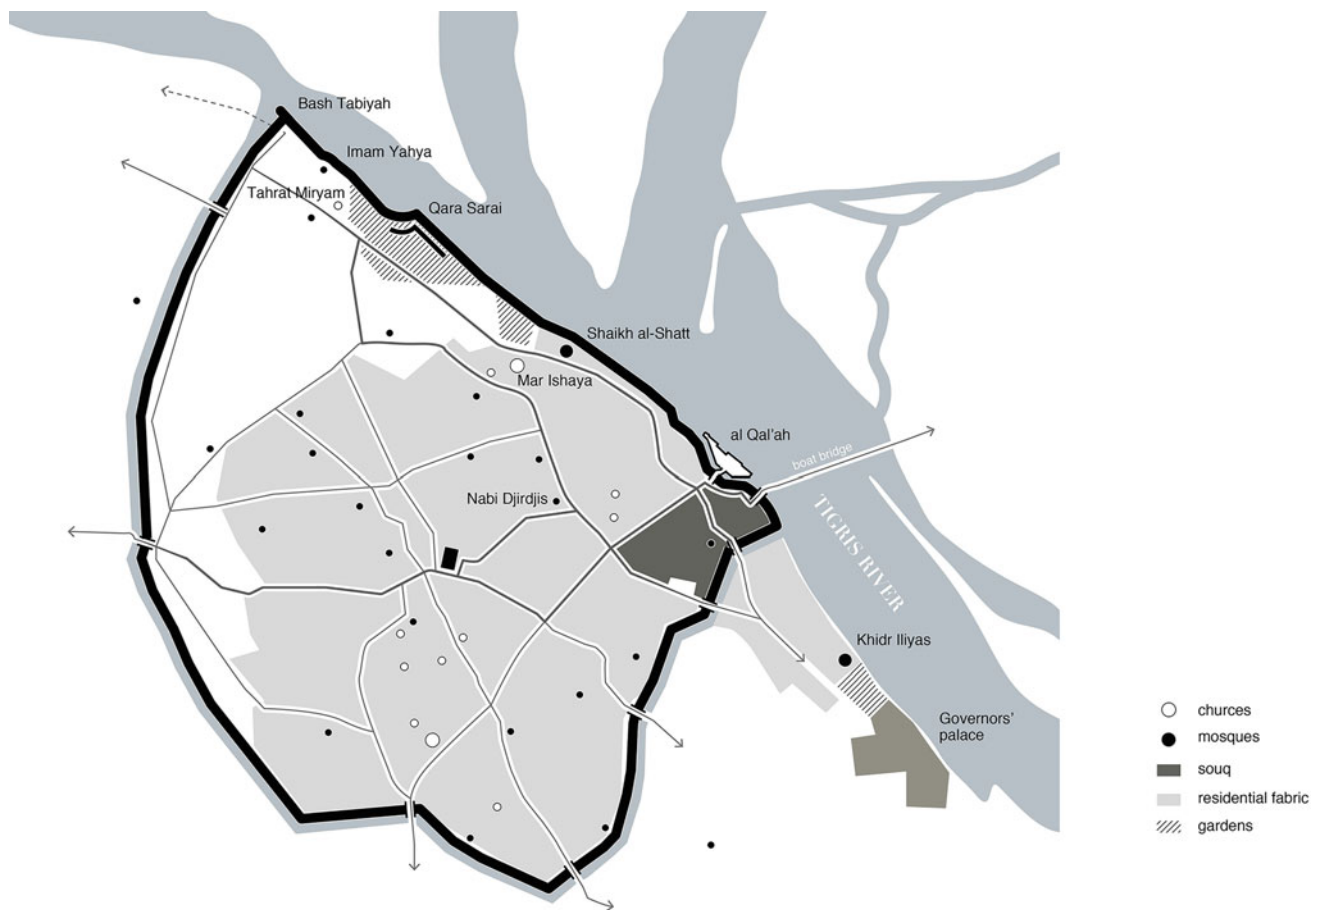 Bash Tabiyah
Imam Yahya
Tahrat Miryam
Qara Sarai
Shaikh al-Shatt
Mar Ishaya
al Qal'ah
boat bridge
Nabi Djirdjis
TIGRIS RIVER
Khidr Iliyas
Governors'
palace
churces
mosques
souq
residential fabric
gardens